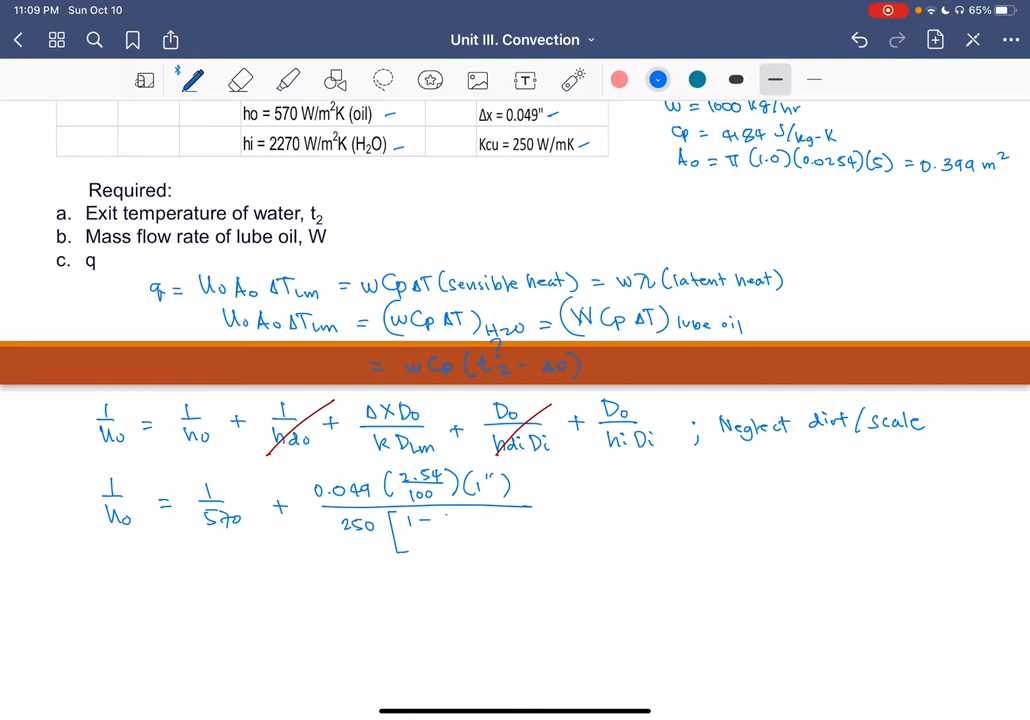 11:09 PM Sun Oct 10 65%
Unit III. Convection
ho = 570 W/m²K (oil)
Δx = 0.049"
hi = 2270 W/m²K (H₂O)
Kcu = 250 W/mK
W = 1000 kg/hr
Cp = 4184 J/kg-K
Ao = π (1.0)(0.0254)(5) = 0.399 m²
Required:
a. Exit temperature of water, t₂
b. Mass flow rate of lube oil, W
c. q
q = Uo Ao ΔTlm = w Cp ΔT (sensible heat) = w λ (latent heat)
Uo Ao ΔTlm = (w Cp ΔT) H2O = (W Cp ΔT) lube oil
= w Cp (t₂? - 10)
1/Uo = 1/ho + 1/hdo + ΔX Do/k DLm + Do/hdi Di + Do/hi Di ; Neglect dirt/scale
1/Uo = 1/570 + 0.049 (2.54/100)(1")/250 [1 -